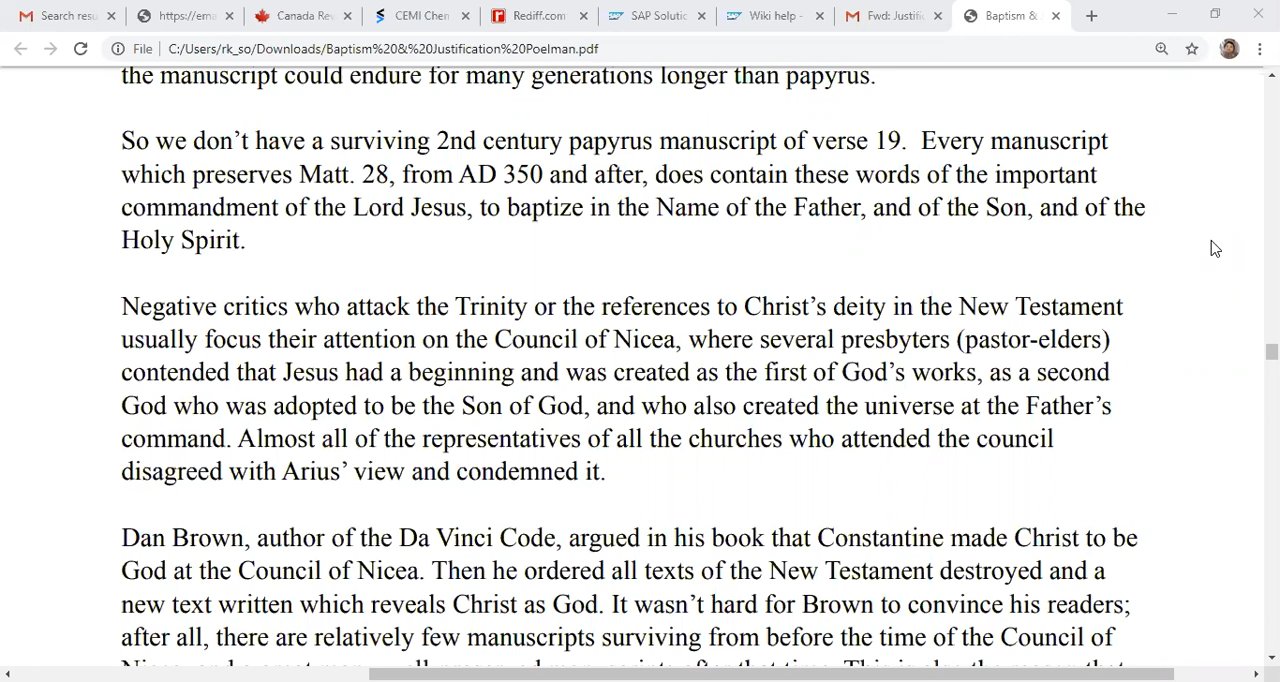 Search resu
https://ema
Canada Rev
CEMI Chen
Rediff.com
SAP Solutio
Wiki help -
Fwd: Justifi
Baptism &
File C:/Users/rk_so/Downloads/Baptism%20&%20Justification%20Poelman.pdf
the manuscript could endure for many generations longer than papyrus.
So we don't have a surviving 2nd century papyrus manuscript of verse 19. Every manuscript
which preserves Matt. 28, from AD 350 and after, does contain these words of the important
commandment of the Lord Jesus, to baptize in the Name of the Father, and of the Son, and of the
Holy Spirit.
Negative critics who attack the Trinity or the references to Christ's deity in the New Testament
usually focus their attention on the Council of Nicea, where several presbyters (pastor-elders)
contended that Jesus had a beginning and was created as the first of God's works, as a second
God who was adopted to be the Son of God, and who also created the universe at the Father's
command. Almost all of the representatives of all the churches who attended the council
disagreed with Arius' view and condemned it.
Dan Brown, author of the Da Vinci Code, argued in his book that Constantine made Christ to be
God at the Council of Nicea. Then he ordered all texts of the New Testament destroyed and a
new text written which reveals Christ as God. It wasn't hard for Brown to convince his readers;
after all, there are relatively few manuscripts surviving from before the time of the Council of